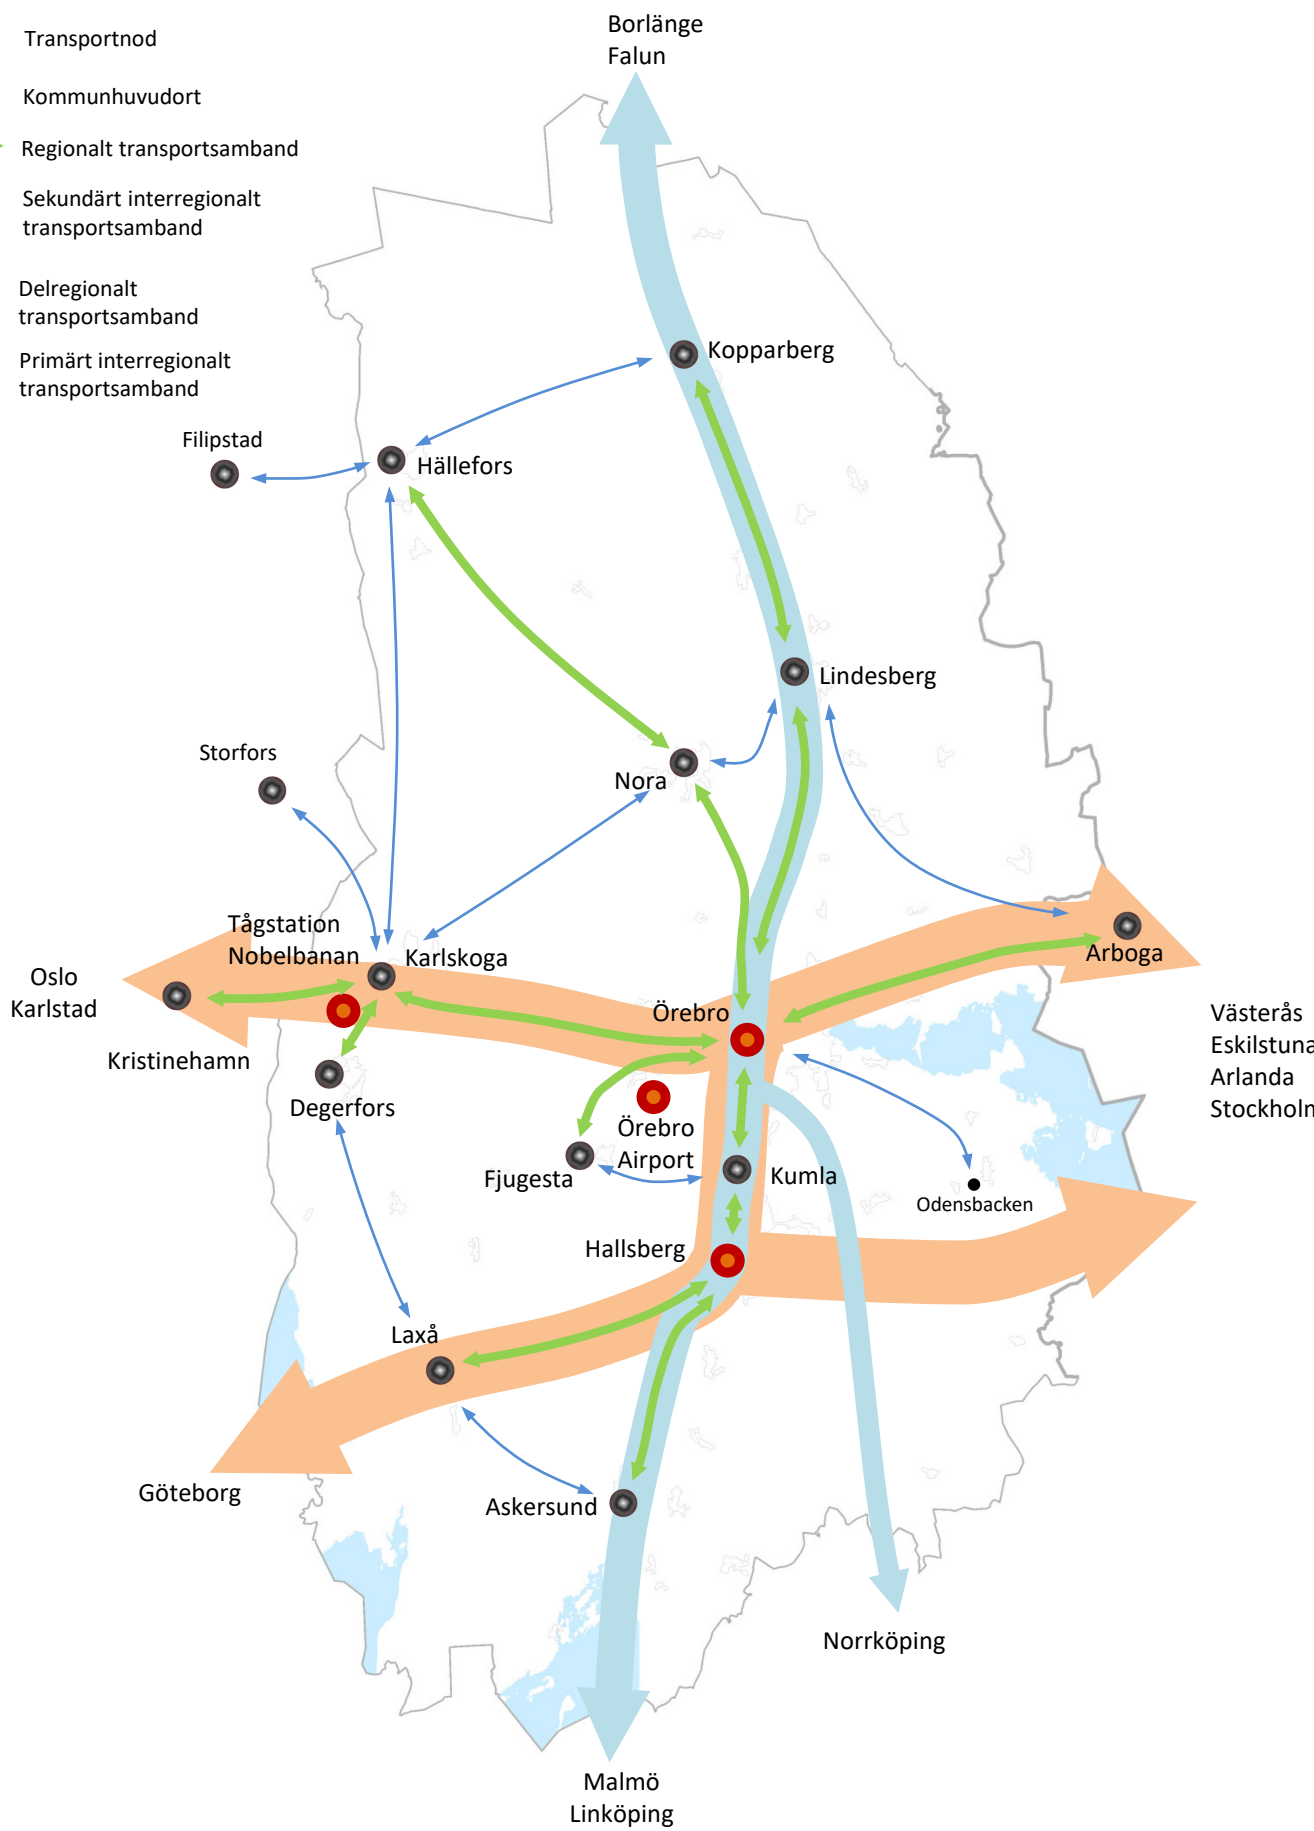 Transportnod
Kommunhuvudort
Regionalt transportsamband
Sekundärt interregionalt
transportsamband
Delregionalt
transportsamband
Primärt interregionalt
transportsamband
Borlänge
Falun
Kopparberg
Filipstad
Hällefors
Lindesberg
Storfors
Nora
Tågstation
Nobelbanan
Karlskoga
Arboga
Oslo
Karlstad
Örebro
Kristinehamn
Västerås
Eskilstuna
Arlanda
Stockholm
Degerfors
Örebro
Airport
Fjugesta
Kumla
Odensbacken
Hallsberg
Laxå
Göteborg
Askersund
Norrköping
Malmö
Linköping